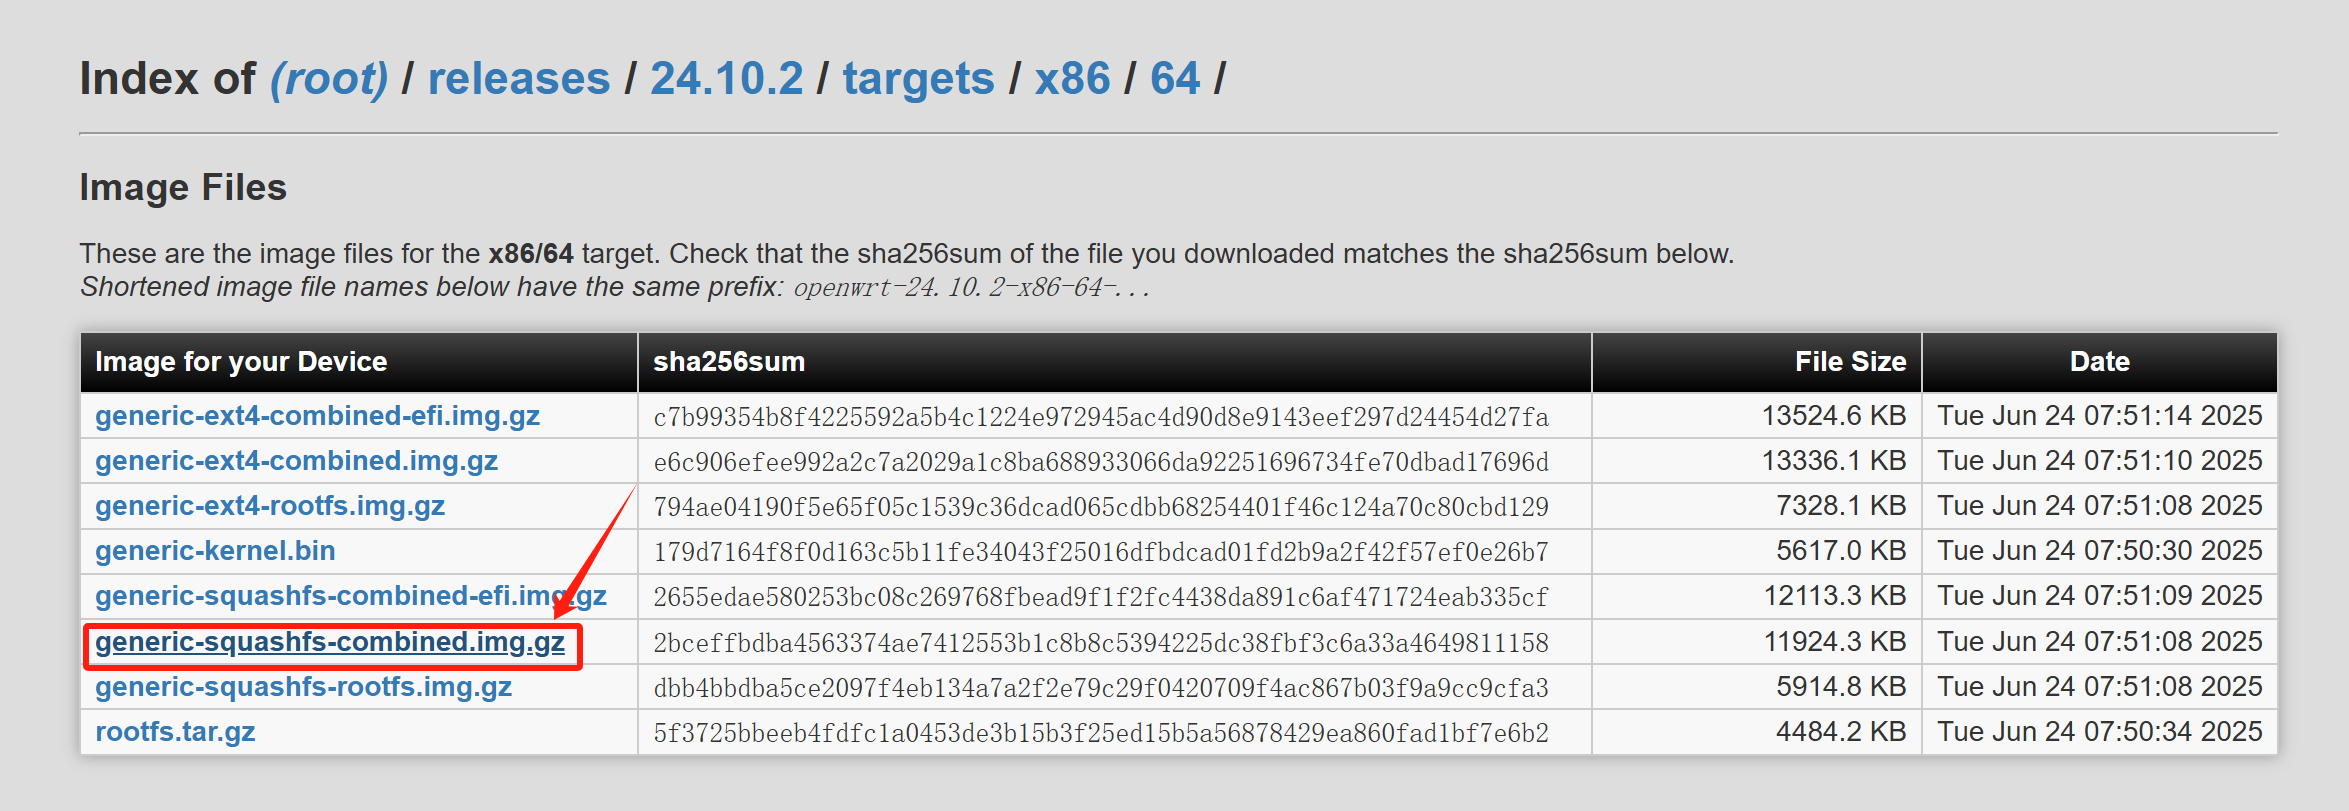 Index of (root) / releases / 24.10.2 / targets / x86 / 64 /
Image Files
These are the image files for the x86/64 target. Check that the sha256sum of the file you downloaded matches the sha256sum below.
Shortened image file names below have the same prefix: openwrt-24.10.2-x86-64-...
Image for your Device sha256sum File Size Date
generic-ext4-combined-efi.img.gz c7b99354b8f4225592a5b4c1224e972945ac4d90d8e9143eef297d24454d27fa 13524.6 KB Tue Jun 24 07:51:14 2025
generic-ext4-combined.img.gz e6c906efee992a2c7a2029a1c8ba688933066da92251696734fe70dbad17696d 13336.1 KB Tue Jun 24 07:51:10 2025
generic-ext4-rootfs.img.gz 794ae04190f5e65f05c1539c36dcad065cdbb68254401f46c124a70c80cbd129 7328.1 KB Tue Jun 24 07:51:08 2025
generic-kernel.bin 179d7164f8f0d163c5b11fe34043f25016dfbdcad01fd2b9a2f42f57ef0e26b7 5617.0 KB Tue Jun 24 07:50:30 2025
generic-squashfs-combined-efi.img.gz 2655edae580253bc08c269768fbead9f1f2fc4438da891c6af471724eab335cf 12113.3 KB Tue Jun 24 07:51:09 2025
generic-squashfs-combined.img.gz 2bceffbdba4563374ae7412553b1c8b8c5394225dc38fbf3c6a33a4649811158 11924.3 KB Tue Jun 24 07:51:08 2025
generic-squashfs-rootfs.img.gz dbb4bbdba5ce2097f4eb134a7a2f2e79c29f0420709f4ac867b03f9a9cc9cfa3 5914.8 KB Tue Jun 24 07:51:08 2025
rootfs.tar.gz 5f3725bbeeb4fdfc1a0453de3b15b3f25ed15b5a56878429ea860fad1bf7e6b2 4484.2 KB Tue Jun 24 07:50:34 2025